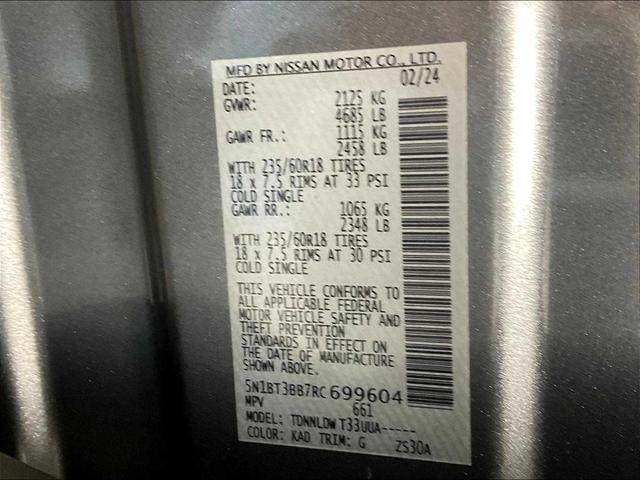 MFD BY NISSAN MOTOR CO., LTD.
DATE: 02/24
GVWR: 2125 KG
4685 LB
GAWR FR.: 1115 KG
2458 LB
WITH 235/60R18 TIRES
18 x 7.5 RIMS AT 33 PSI
COLD SINGLE
GAWR RR.: 1065 KG
2348 LB
WITH 235/60R18 TIRES
18 x 7.5 RIMS AT 30 PSI
COLD SINGLE
THIS VEHICLE CONFORMS TO
ALL APPLICABLE FEDERAL
MOTOR VEHICLE SAFETY AND
THEFT PREVENTION
STANDARDS IN EFFECT ON
THE DATE OF MANUFACTURE
SHOWN ABOVE.
5N1BT3BB7RC699604
MPV 661
MODEL: TDNNLDW T33UUA-----
COLOR: KAD TRIM: G ZS30A